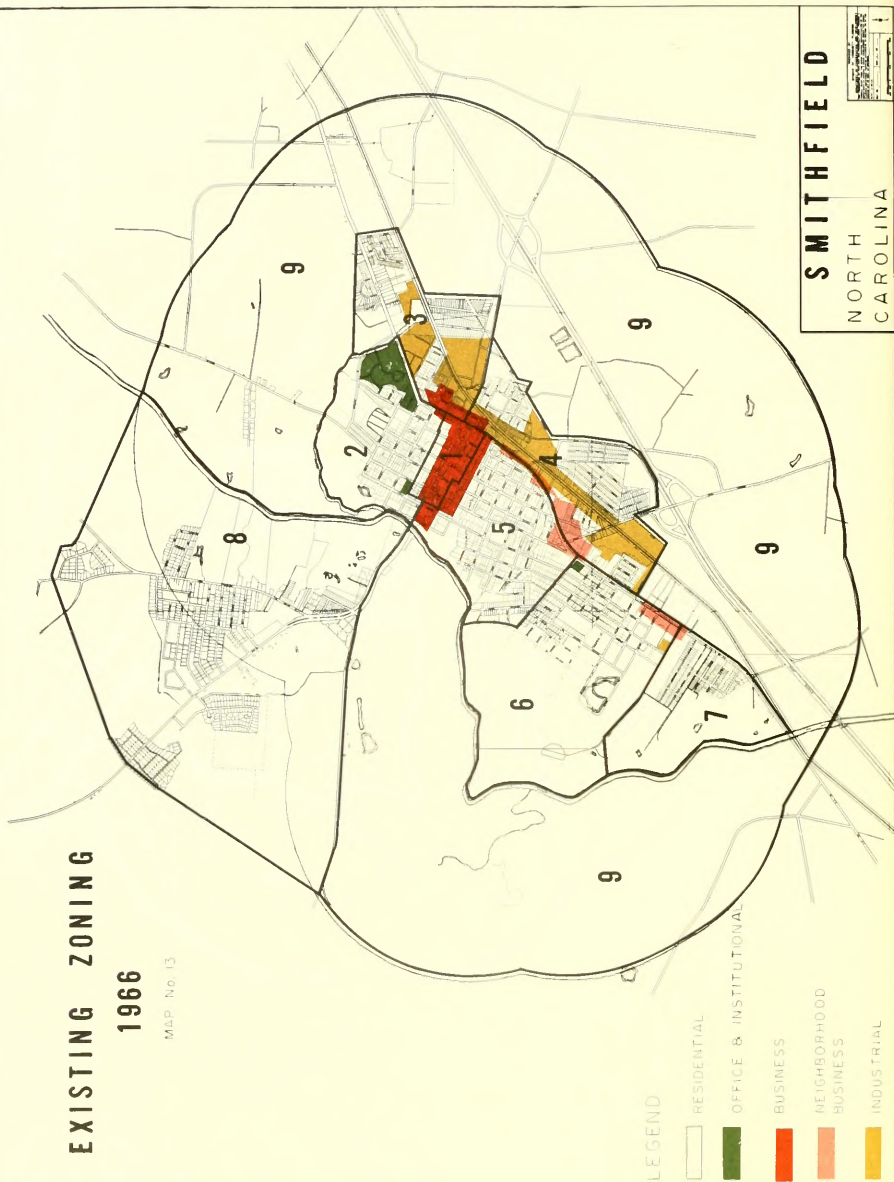 EXISTING ZONING
1966
MAP No. 13
9
2
3
1
8
4
5
9
9
6
7
9
LEGEND
RESIDENTIAL
OFFICE & INSTITUTIONAL
BUSINESS
NEIGHBORHOOD
BUSINESS
INDUSTRIAL
SMITHFIELD
NORTH
CAROLINA